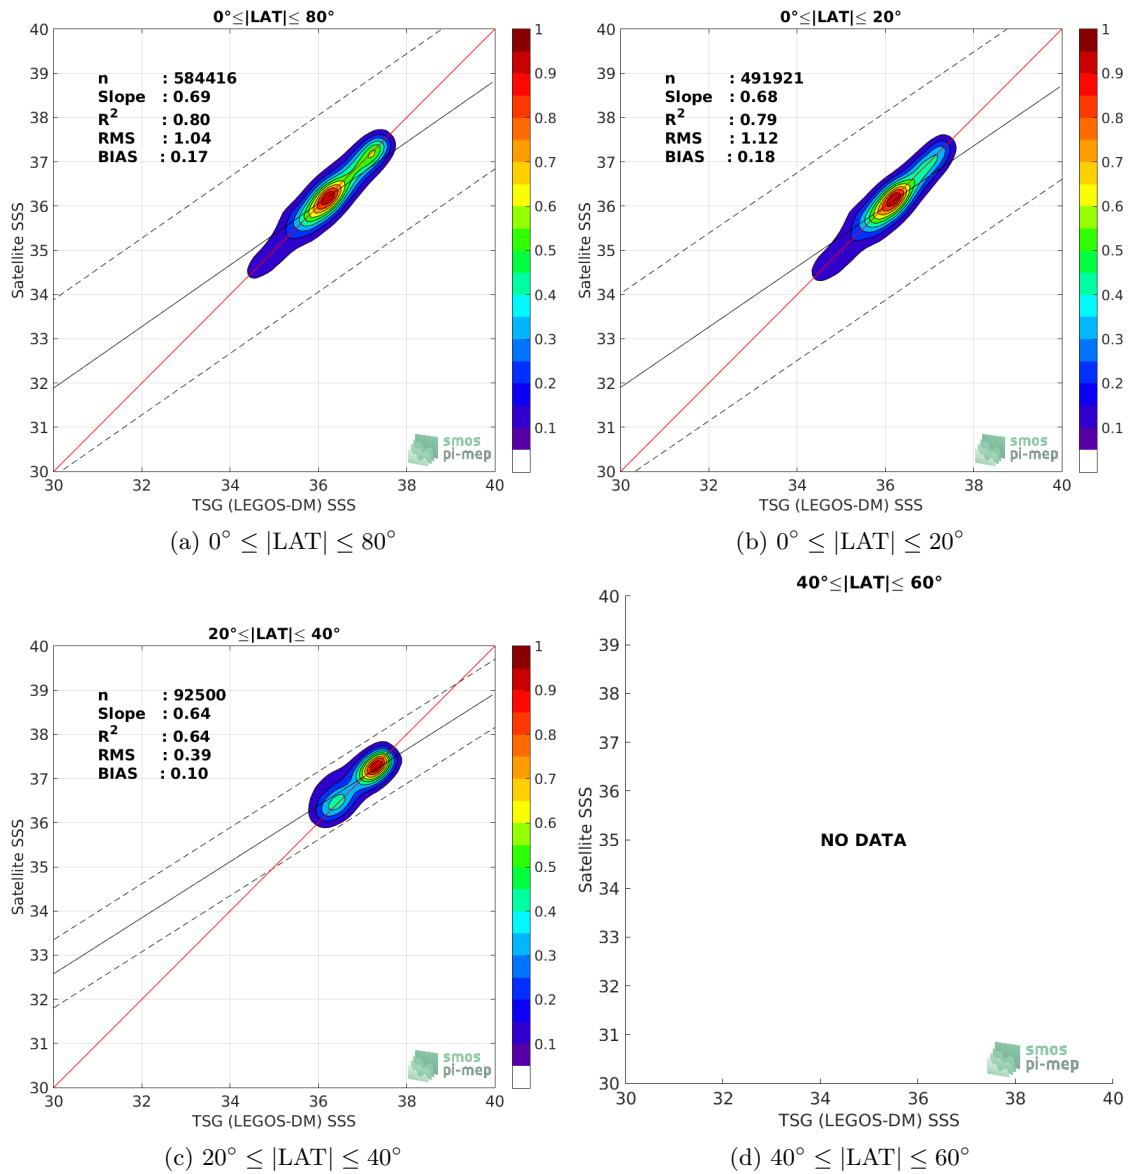 0°≤|LAT|≤ 80°
n : 584416
Slope : 0.69
R2 : 0.80
RMS : 1.04
BIAS : 0.17
40
39
38
37
36
35
34
33
32
31
30
Satellite SSS
30 32 34 36 38 40
TSG (LEGOS-DM) SSS
1
0.9
0.8
0.7
0.6
0.5
0.4
0.3
0.2
0.1
smos
pi-mep
(a) 0° ≤ |LAT| ≤ 80°
0°≤|LAT|≤ 20°
n : 491921
Slope : 0.68
R2 : 0.79
RMS : 1.12
BIAS : 0.18
40
39
38
37
36
35
34
33
32
31
30
Satellite SSS
30 32 34 36 38 40
TSG (LEGOS-DM) SSS
1
0.9
0.8
0.7
0.6
0.5
0.4
0.3
0.2
0.1
smos
pi-mep
(b) 0° ≤ |LAT| ≤ 20°
20°≤|LAT|≤ 40°
n : 92500
Slope : 0.64
R2 : 0.64
RMS : 0.39
BIAS : 0.10
40
39
38
37
36
35
34
33
32
31
30
Satellite SSS
30 32 34 36 38 40
TSG (LEGOS-DM) SSS
1
0.9
0.8
0.7
0.6
0.5
0.4
0.3
0.2
0.1
smos
pi-mep
(c) 20° ≤ |LAT| ≤ 40°
40°≤|LAT|≤ 60°
40
39
38
37
36
35
34
33
32
31
30
Satellite SSS
NO DATA
30 32 34 36 38 40
TSG (LEGOS-DM) SSS
smos
pi-mep
(d) 40° ≤ |LAT| ≤ 60°